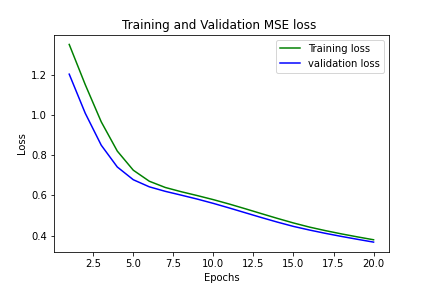 Training and Validation MSE loss
Training loss
validation loss
1.2
1.0
0.8
0.6
0.4
Loss
2.5 5.0 7.5 10.0 12.5 15.0 17.5 20.0
Epochs